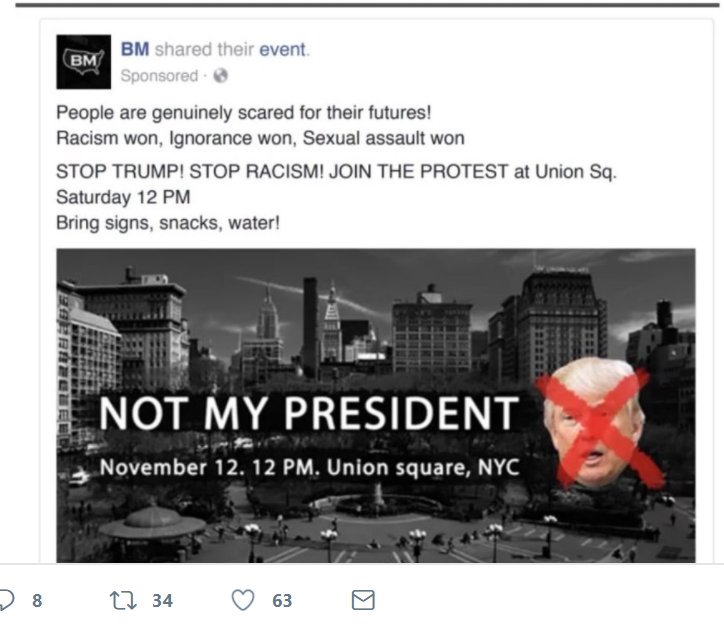 BM
BM shared their event.
Sponsored ·
People are genuinely scared for their futures!
Racism won, Ignorance won, Sexual assault won
STOP TRUMP! STOP RACISM! JOIN THE PROTEST at Union Sq.
Saturday 12 PM
Bring signs, snacks, water!
NOT MY PRESIDENT
November 12. 12 PM. Union square, NYC
8 34 63